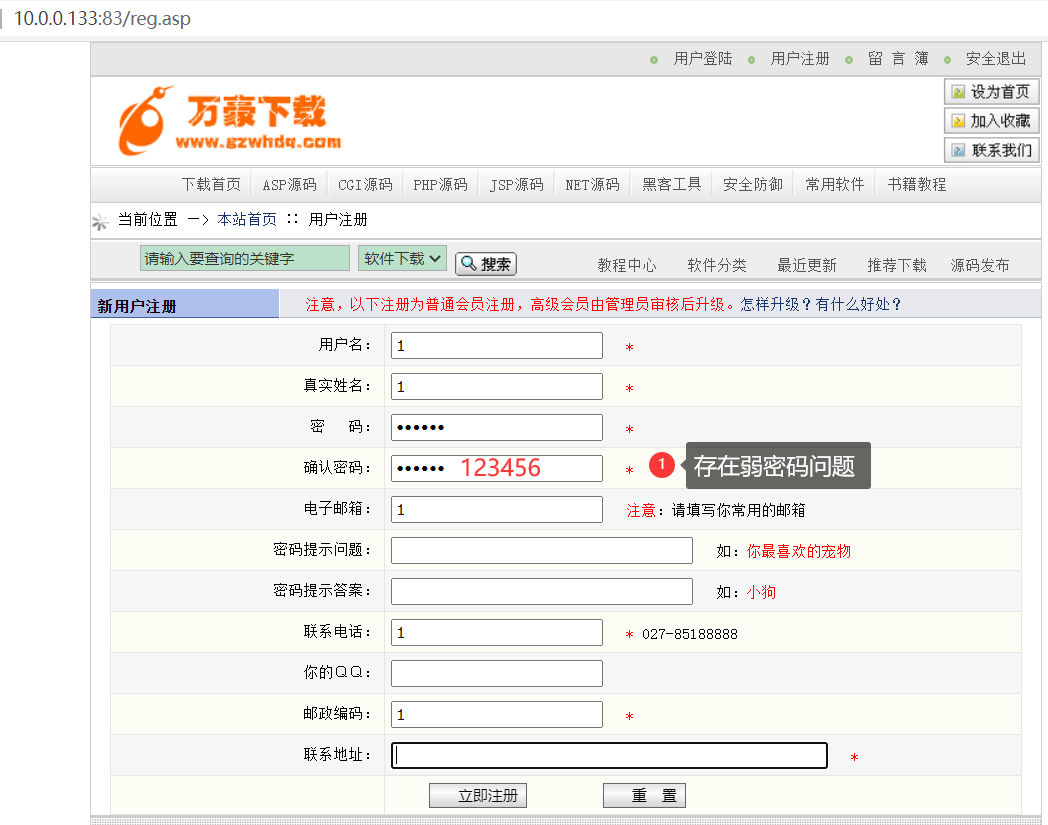 10.0.0.133:83/reg.asp
用户登陆 用户注册 留 言 簿 安全退出
万豪下载
www.gzwhdq.com
设为首页
加入收藏
联系我们
下载首页 ASP源码 CGI源码 PHP源码 JSP源码 NET源码 黑客工具 安全防御 常用软件 书籍教程
当前位置 —> 本站首页 :: 用户注册
请输入要查询的关键字 软件下载 搜索 教程中心 软件分类 最近更新 推荐下载 源码发布
新用户注册 注意，以下注册为普通会员注册，高级会员由管理员审核后升级。怎样升级？有什么好处？
用户名： 1 *
真实姓名： 1 *
密 码： •••••• *
确认密码： •••••• 123456 * 1 存在弱密码问题
电子邮箱： 1 注意：请填写你常用的邮箱
密码提示问题： 如：你最喜欢的宠物
密码提示答案： 如：小狗
联系电话： 1 * 027-85188888
你的ＱＱ：
邮政编码： 1 *
联系地址： *
立即注册 重 置